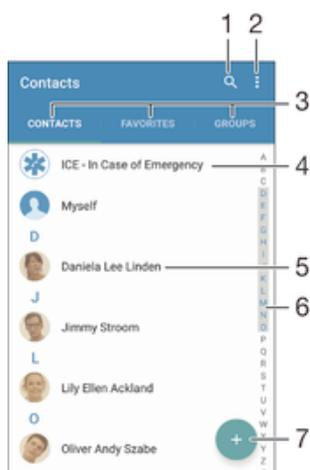 1 2
Contacts
3
CONTACTS FAVORITES GROUPS
ICE - In Case of Emergency 4
Myself
D
Daniela Lee Linden 5
J
Jimmy Stroom
L
Lily Ellen Ackland
O
Oliver Andy Szabe
A
B
C
D
E
F
G
H
I
K
L
M
N
O
P
Q
R
S
T
U
V
W
Y
Z
6
+ 7